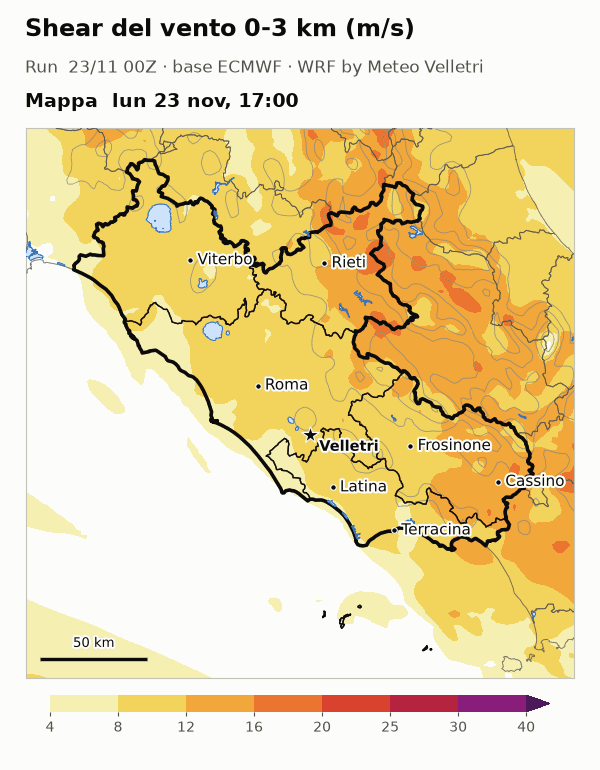 Shear del vento 0-3 km (m/s)
Run  23/11 00Z · base ECMWF · WRF by Meteo Velletri
Mappa  lun 23 nov, 17:00
Viterbo
Rieti
Roma
Velletri
Frosinone
Cassino
Latina
Terracina
50 km
4 8 12 16 20 25 30 40